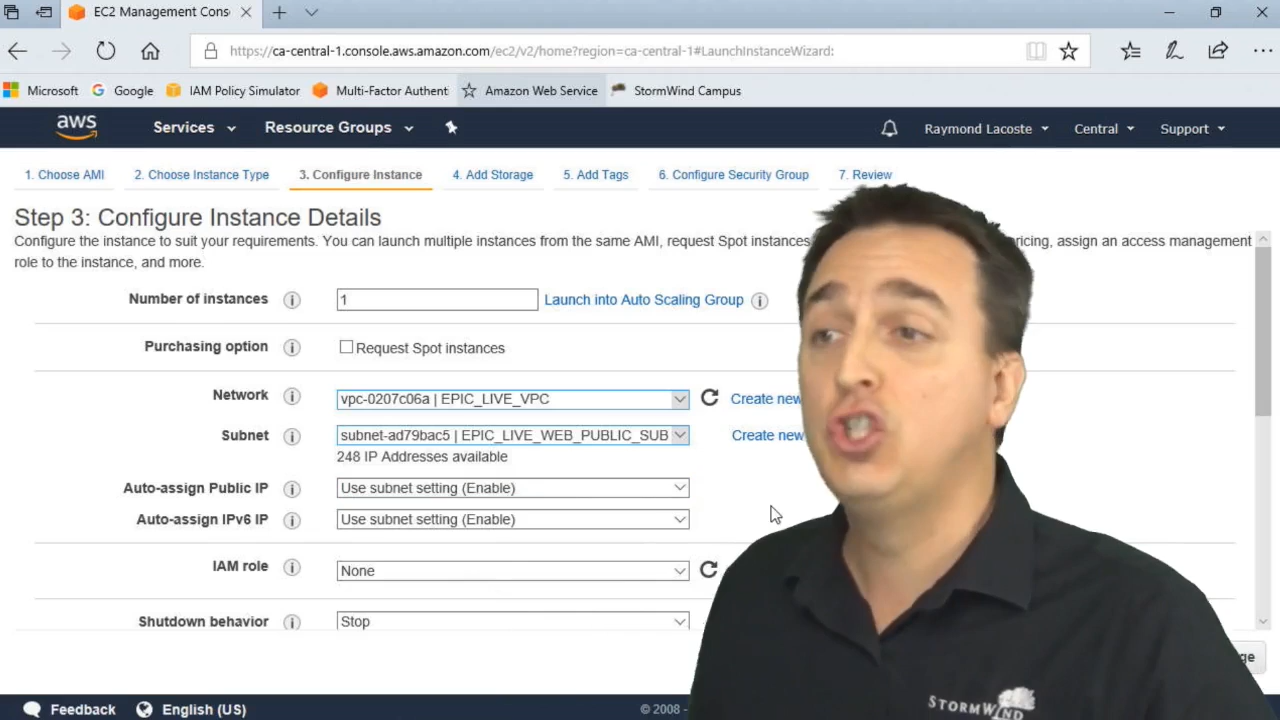 EC2 Management Cons
https://ca-central-1.console.aws.amazon.com/ec2/v2/home?region=ca-central-1#LaunchInstanceWizard:
Microsoft Google IAM Policy Simulator Multi-Factor Authenti Amazon Web Service StormWind Campus
aws Services Resource Groups Raymond Lacoste Central Support
1. Choose AMI 2. Choose Instance Type 3. Configure Instance 4. Add Storage 5. Add Tags 6. Configure Security Group 7. Review
Step 3: Configure Instance Details
Configure the instance to suit your requirements. You can launch multiple instances from the same AMI, request Spot instances assign an access management
role to the instance, and more.
Number of instances 1 Launch into Auto Scaling Group
Purchasing option Request Spot instances
Network vpc-0207c06a | EPIC_LIVE_VPC Create new
Subnet subnet-ad79bac5 | EPIC_LIVE_WEB_PUBLIC_SUB Create new
248 IP Addresses available
Auto-assign Public IP Use subnet setting (Enable)
Auto-assign IPv6 IP Use subnet setting (Enable)
IAM role None
Shutdown behavior Stop
STORMWIND
Feedback English (US) © 2008 -